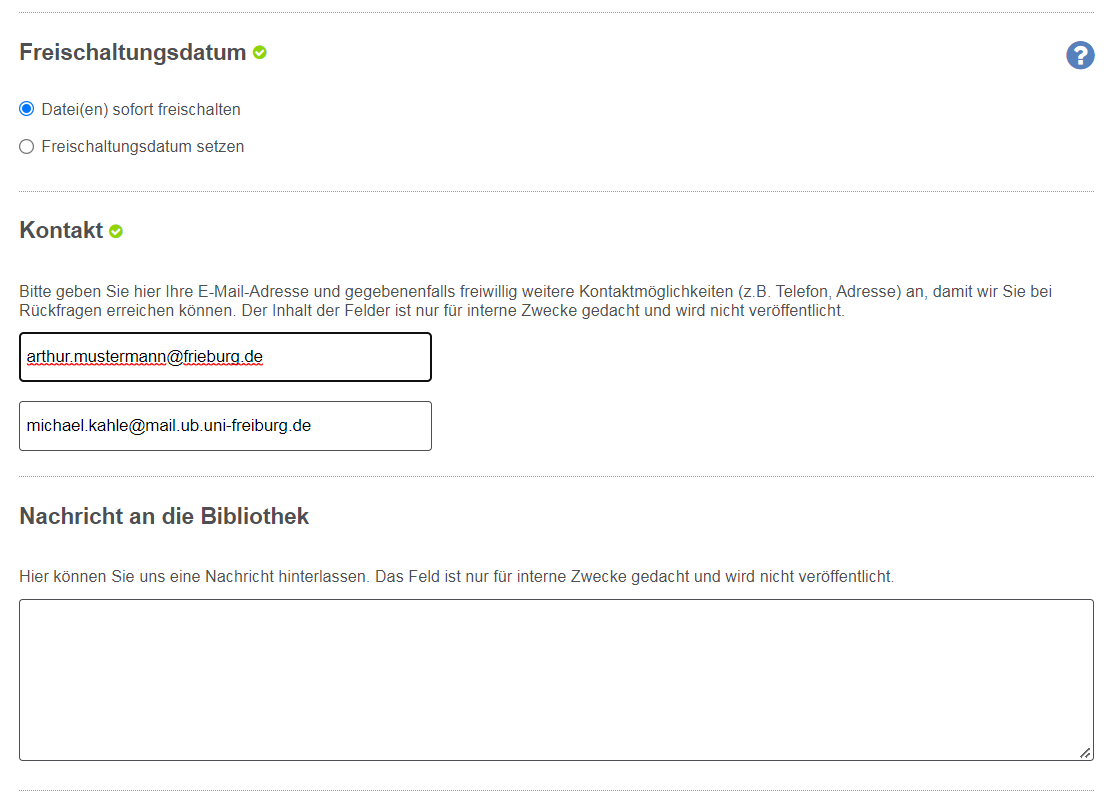 Freischaltungsdatum
?
Datei(en) sofort freischalten
Freischaltungsdatum setzen
Kontakt
Bitte geben Sie hier Ihre E-Mail-Adresse und gegebenenfalls freiwillig weitere Kontaktmöglichkeiten (z.B. Telefon, Adresse) an, damit wir Sie bei
Rückfragen erreichen können. Der Inhalt der Felder ist nur für interne Zwecke gedacht und wird nicht veröffentlicht.
arthur.mustermann@frieburg.de
michael.kahle@mail.ub.uni-freiburg.de
Nachricht an die Bibliothek
Hier können Sie uns eine Nachricht hinterlassen. Das Feld ist nur für interne Zwecke gedacht und wird nicht veröffentlicht.